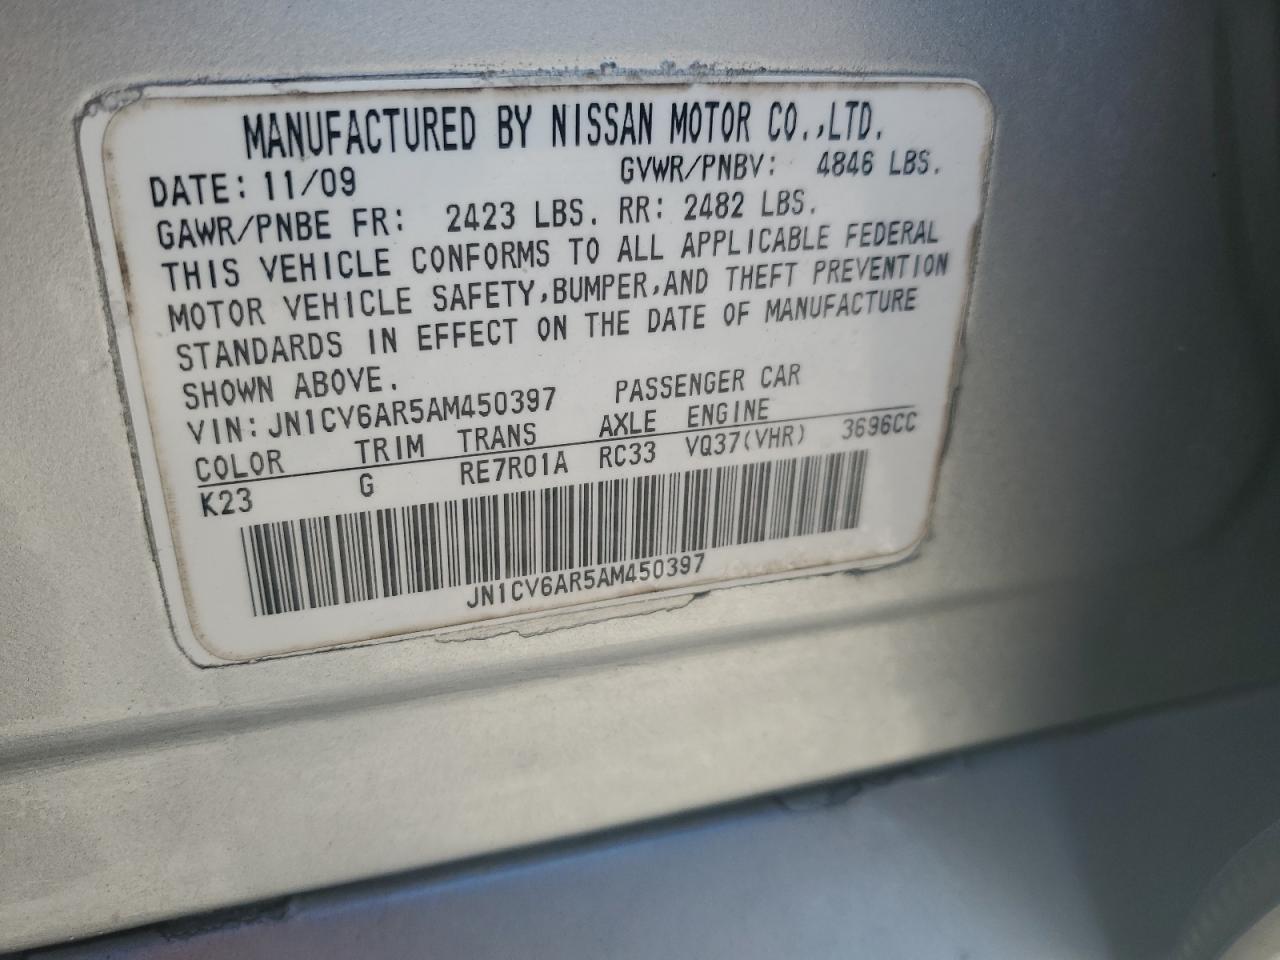 MANUFACTURED BY NISSAN MOTOR CO.,LTD.
DATE: 11/09 GVWR/PNBV: 4846 LBS.
GAWR/PNBE FR: 2423 LBS. RR: 2482 LBS.
THIS VEHICLE CONFORMS TO ALL APPLICABLE FEDERAL
MOTOR VEHICLE SAFETY,BUMPER,AND THEFT PREVENTION
STANDARDS IN EFFECT ON THE DATE OF MANUFACTURE
SHOWN ABOVE.
VIN: JN1CV6AR5AM450397 PASSENGER CAR
COLOR TRIM TRANS AXLE ENGINE
K23 G RE7R01A RC33 VQ37(VHR) 3696CC
JN1CV6AR5AM450397